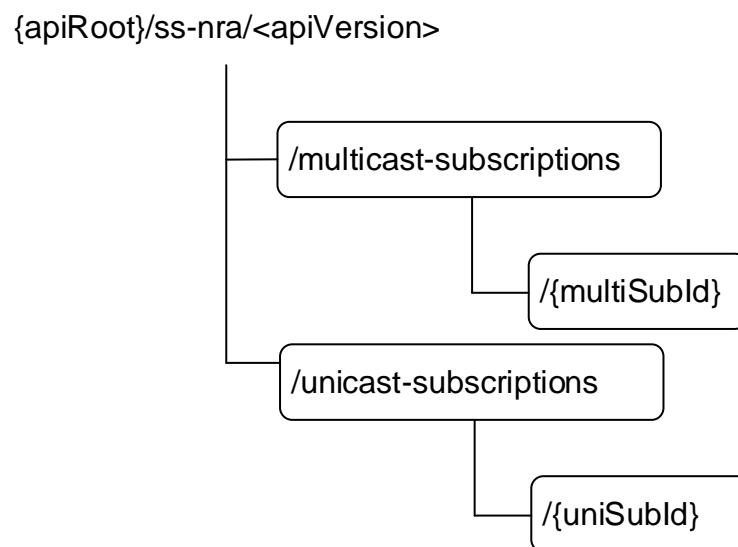 {apiRoot}/ss-nra/<apiVersion>
/multicast-subscriptions
/{multiSubId}
/unicast-subscriptions
/{uniSubId}